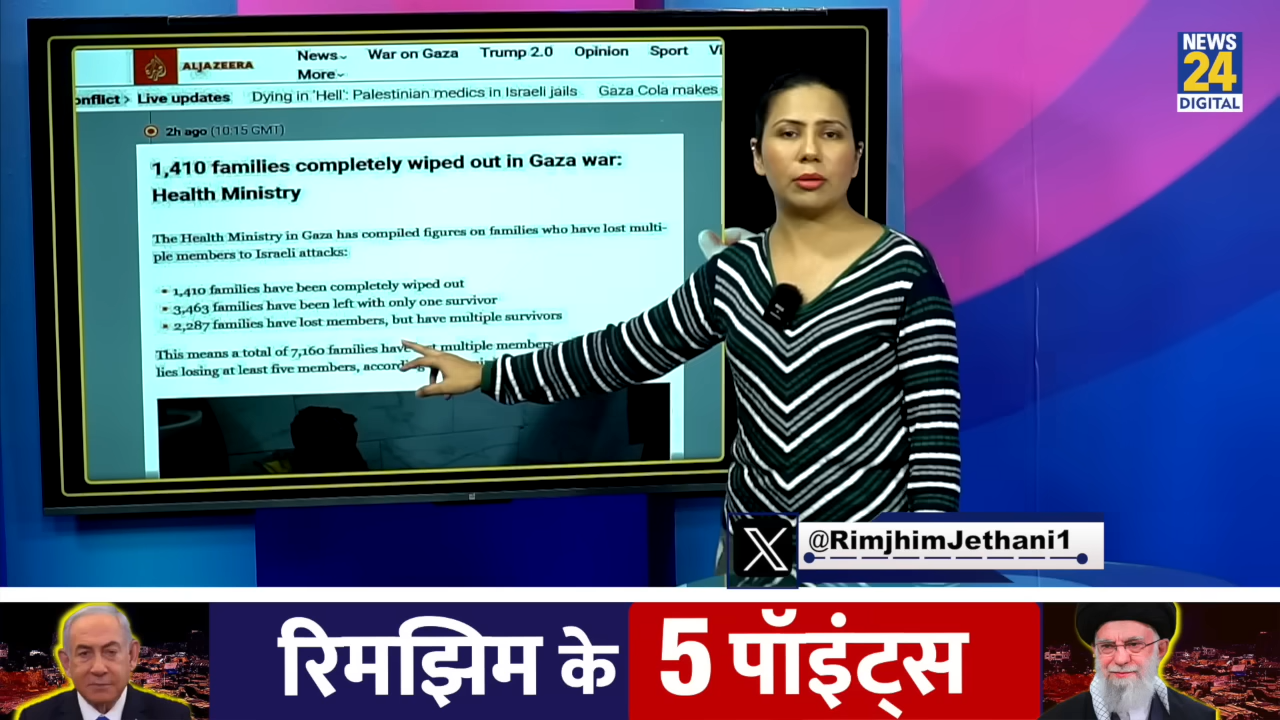 ALJAZEERA
News
War on Gaza
Trump 2.0
Opinion
Sport
More
Live updates
Dying in 'Hell': Palestinian medics in Israeli jails
Gaza Cola makes
2h ago (10:15 GMT)
1,410 families completely wiped out in Gaza war:
Health Ministry
The Health Ministry in Gaza has compiled figures on families who have lost multi-
ple members to Israeli attacks:
• 1,410 families have been completely wiped out
• 3,463 families have been left with only one survivor
• 2,287 families have lost members, but have multiple survivors
This means a total of 7,160 families have multiple members
lies losing at least five members,
NEWS
24
DIGITAL
@RimjhimJethani1
रिमझिम के 5 पॉइंट्स